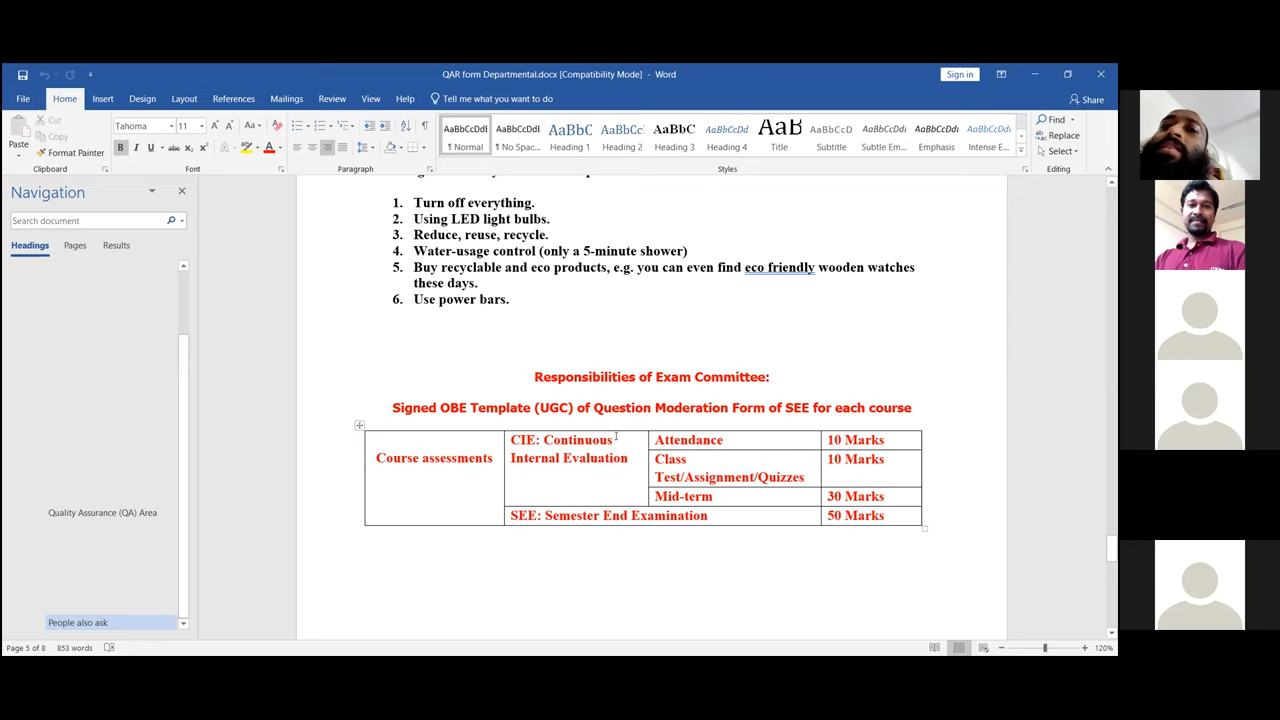 QAR form Departmental.docx [Compatibility Mode] - Word
Sign in
File Home Insert Design Layout References Mailings Review View Help Tell me what you want to do
Share
Paste
Cut
Copy
Format Painter
Clipboard
Tahoma 11
Font
Paragraph
AaBbCcDdI ¶ Normal
AaBbCcDdI ¶ No Spac...
AaBbC Heading 1
AaBbCc Heading 2
AaBbC Heading 3
AaBbCcDd Heading 4
AaB Title
AaBbCcD Subtitle
AaBbCcDd Subtle Em...
AaBbCcDd Emphasis
AaBbCcDd Intense E...
Styles
Find
Replace
Select
Editing
Navigation
Search document
Headings Pages Results
Quality Assurance (QA) Area
People also ask
1. Turn off everything.
2. Using LED light bulbs.
3. Reduce, reuse, recycle.
4. Water-usage control (only a 5-minute shower)
5. Buy recyclable and eco products, e.g. you can even find eco friendly wooden watches
these days.
6. Use power bars.
Responsibilities of Exam Committee:
Signed OBE Template (UGC) of Question Moderation Form of SEE for each course
Course assessments
CIE: Continuous
Internal Evaluation
Attendance 10 Marks
Class
Test/Assignment/Quizzes
10 Marks
Mid-term 30 Marks
SEE: Semester End Examination 50 Marks
Page 5 of 8 853 words
120%